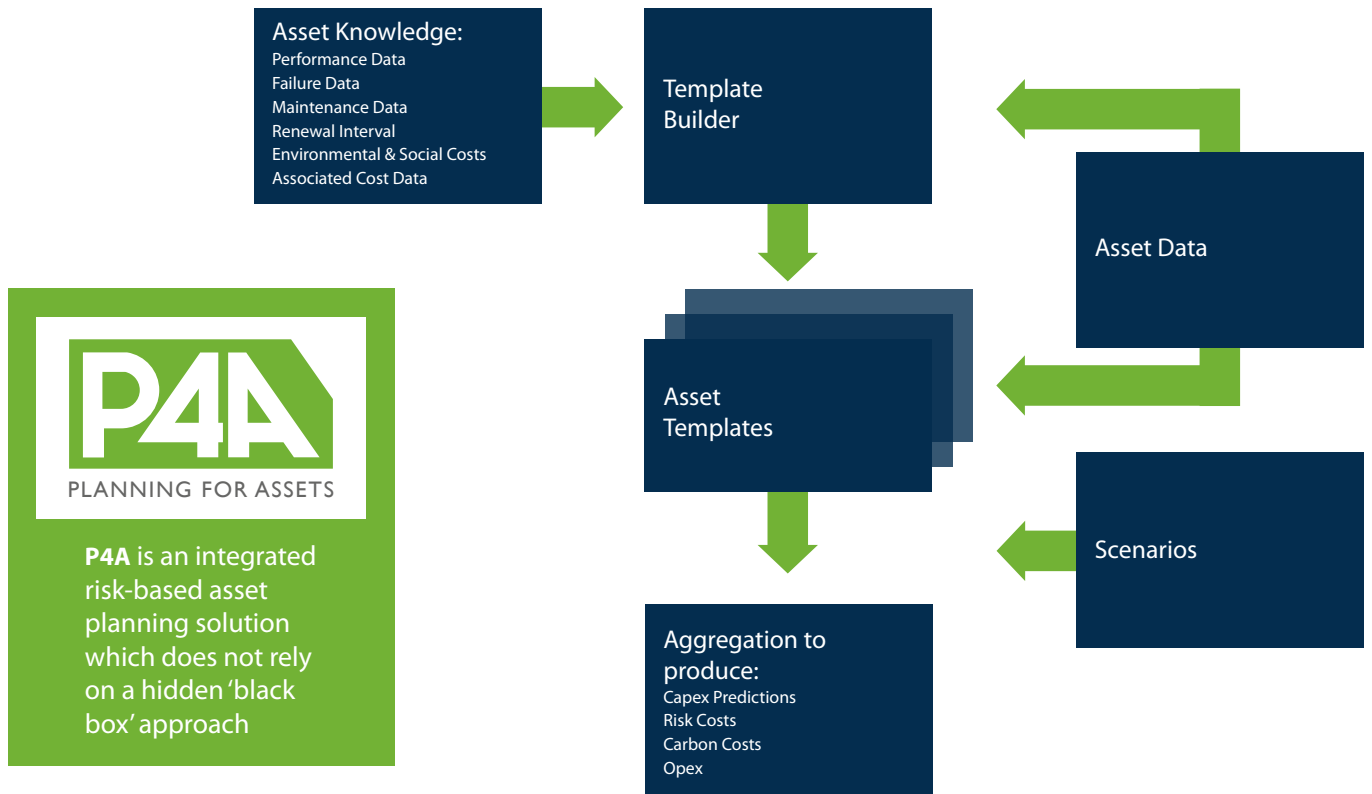 Asset Knowledge:
Performance Data
Failure Data
Maintenance Data
Renewal Interval
Environmental & Social Costs
Associated Cost Data
Template
Builder
Asset Data
P4A
PLANNING FOR ASSETS
P4A is an integrated
risk-based asset
planning solution
which does not rely
on a hidden ‘black
box’ approach
Asset
Templates
Scenarios
Aggregation to
produce:
Capex Predictions
Risk Costs
Carbon Costs
Opex